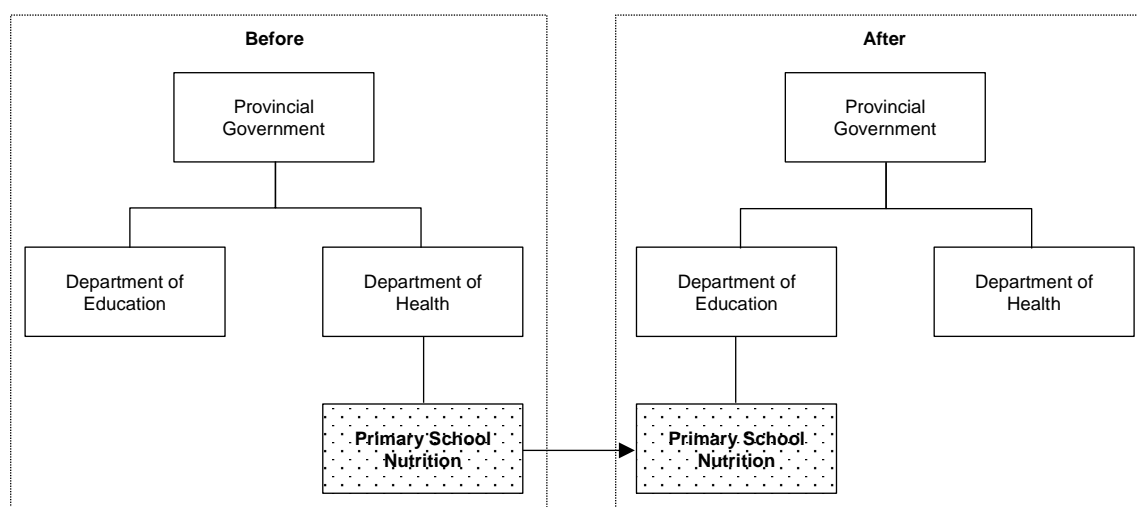 Before
Provincial
Government
Department of
Education
Department of
Health
Primary School
Nutrition
After
Provincial
Government
Department of
Education
Department of
Health
Primary School
Nutrition